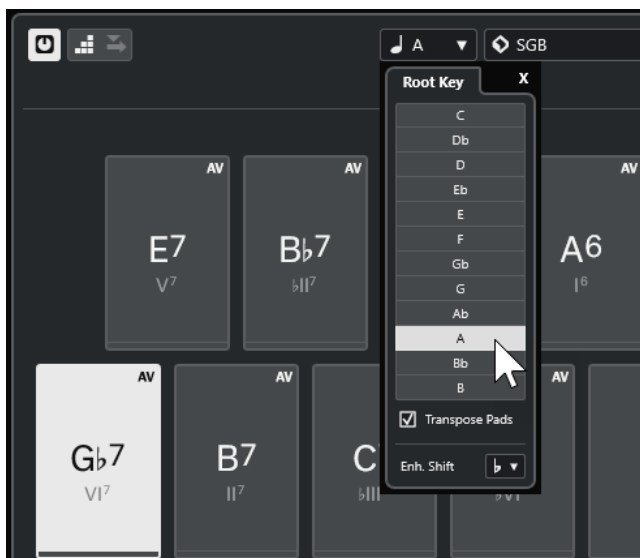 A
SGB
Root Key
X
C
Db
D
Eb
E
F
Gb
G
Ab
A
Bb
B
Transpose Pads
Enh. Shift ♭
AV
E7
V7
AV
B♭7
♭II7
A6
I6
AV
AV
G♭7
VI7
AV
B7
II7
C
♭III
AV
♭VI